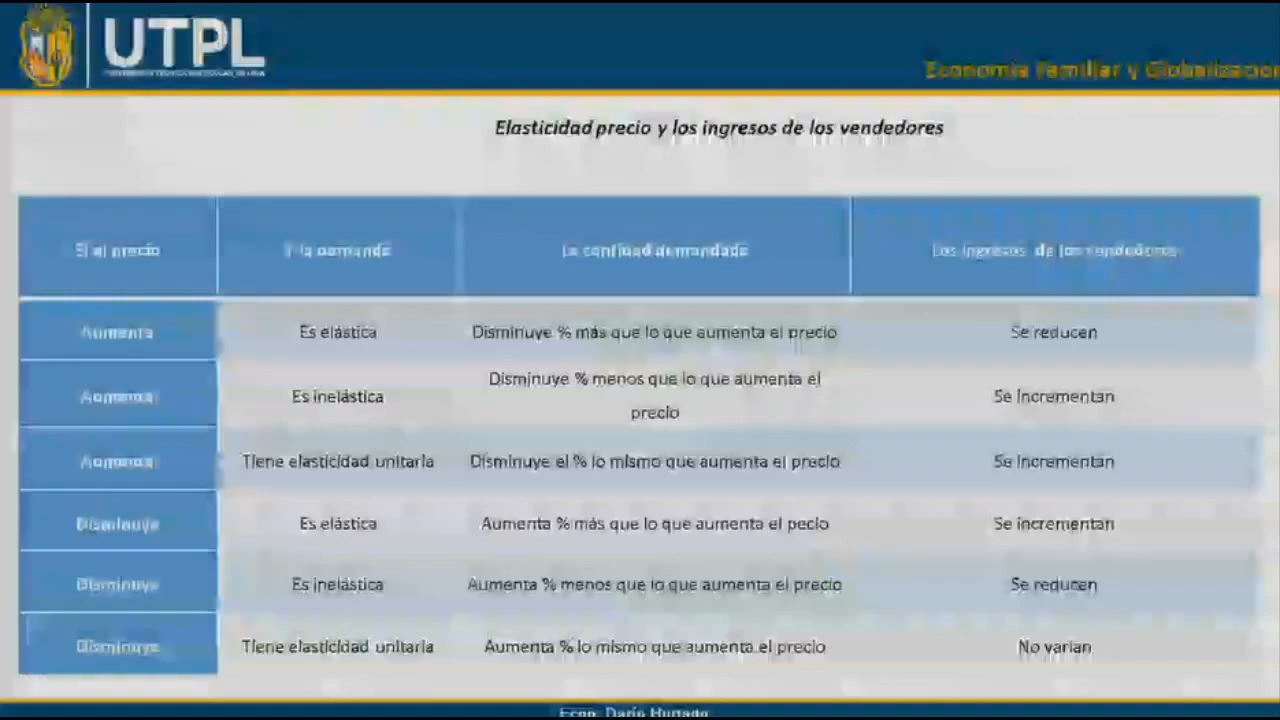 UTPL
Economía Familiar y Globalizacion
Elasticidad precio y los ingresos de los vendedores
Si el precio
Y la demanda
La cantidad demandada
Los ingresos de los vendedores
Aumenta
Es elástica
Disminuye % más que lo que aumenta el precio
Se reducen
Aumenta
Es inelástica
Disminuye % menos que lo que aumenta el
precio
Se incrementan
Aumenta
Tiene elasticidad unitaria
Disminuye el % lo mismo que aumenta el precio
Se incrementan
Disminuye
Es elástica
Aumenta % más que lo que aumenta el pecio
Se incrementan
Disminuye
Es inelástica
Aumenta % menos que lo que aumenta el precio
Se reducen
Disminuye
Tiene elasticidad unitaria
Aumenta % lo mismo que aumenta el precio
No varían
Econ. Darío Hurtado